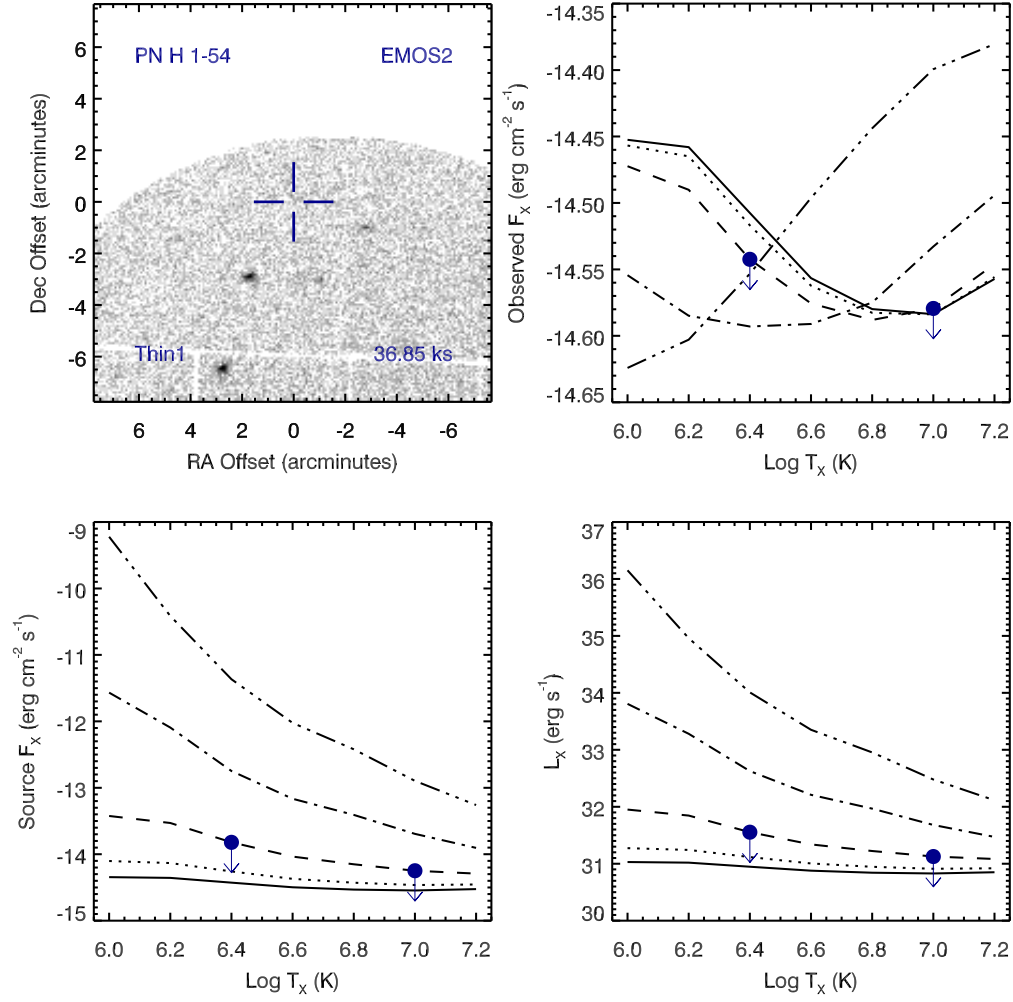 PN H 1-54
EMOS2
Thin1
36.85 ks
6
4
2
0
-2
-4
-6
Dec Offset (arcminutes)
6 4 2 0 -2 -4 -6
RA Offset (arcminutes)
-14.35
-14.40
-14.45
-14.50
-14.55
-14.60
-14.65
Observed FX (erg cm-2 s-1)
6.0 6.2 6.4 6.6 6.8 7.0 7.2
Log TX (K)
-9
-10
-11
-12
-13
-14
-15
Source FX (erg cm-2 s-1)
6.0 6.2 6.4 6.6 6.8 7.0 7.2
Log TX (K)
37
36
35
34
33
32
31
30
LX (erg s-1)
6.0 6.2 6.4 6.6 6.8 7.0 7.2
Log TX (K)